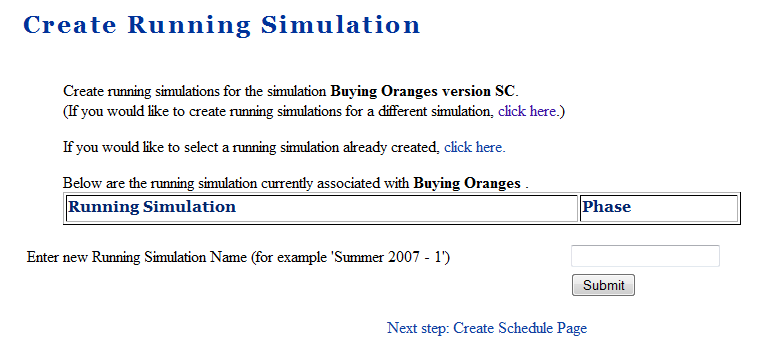 Create Running Simulation
Create running simulations for the simulation Buying Oranges version SC.
(If you would like to create running simulations for a different simulation, click here.)
If you would like to select a running simulation already created, click here.
Below are the running simulation currently associated with Buying Oranges .
Running Simulation Phase
Enter new Running Simulation Name (for example 'Summer 2007 - 1')
Submit
Next step: Create Schedule Page